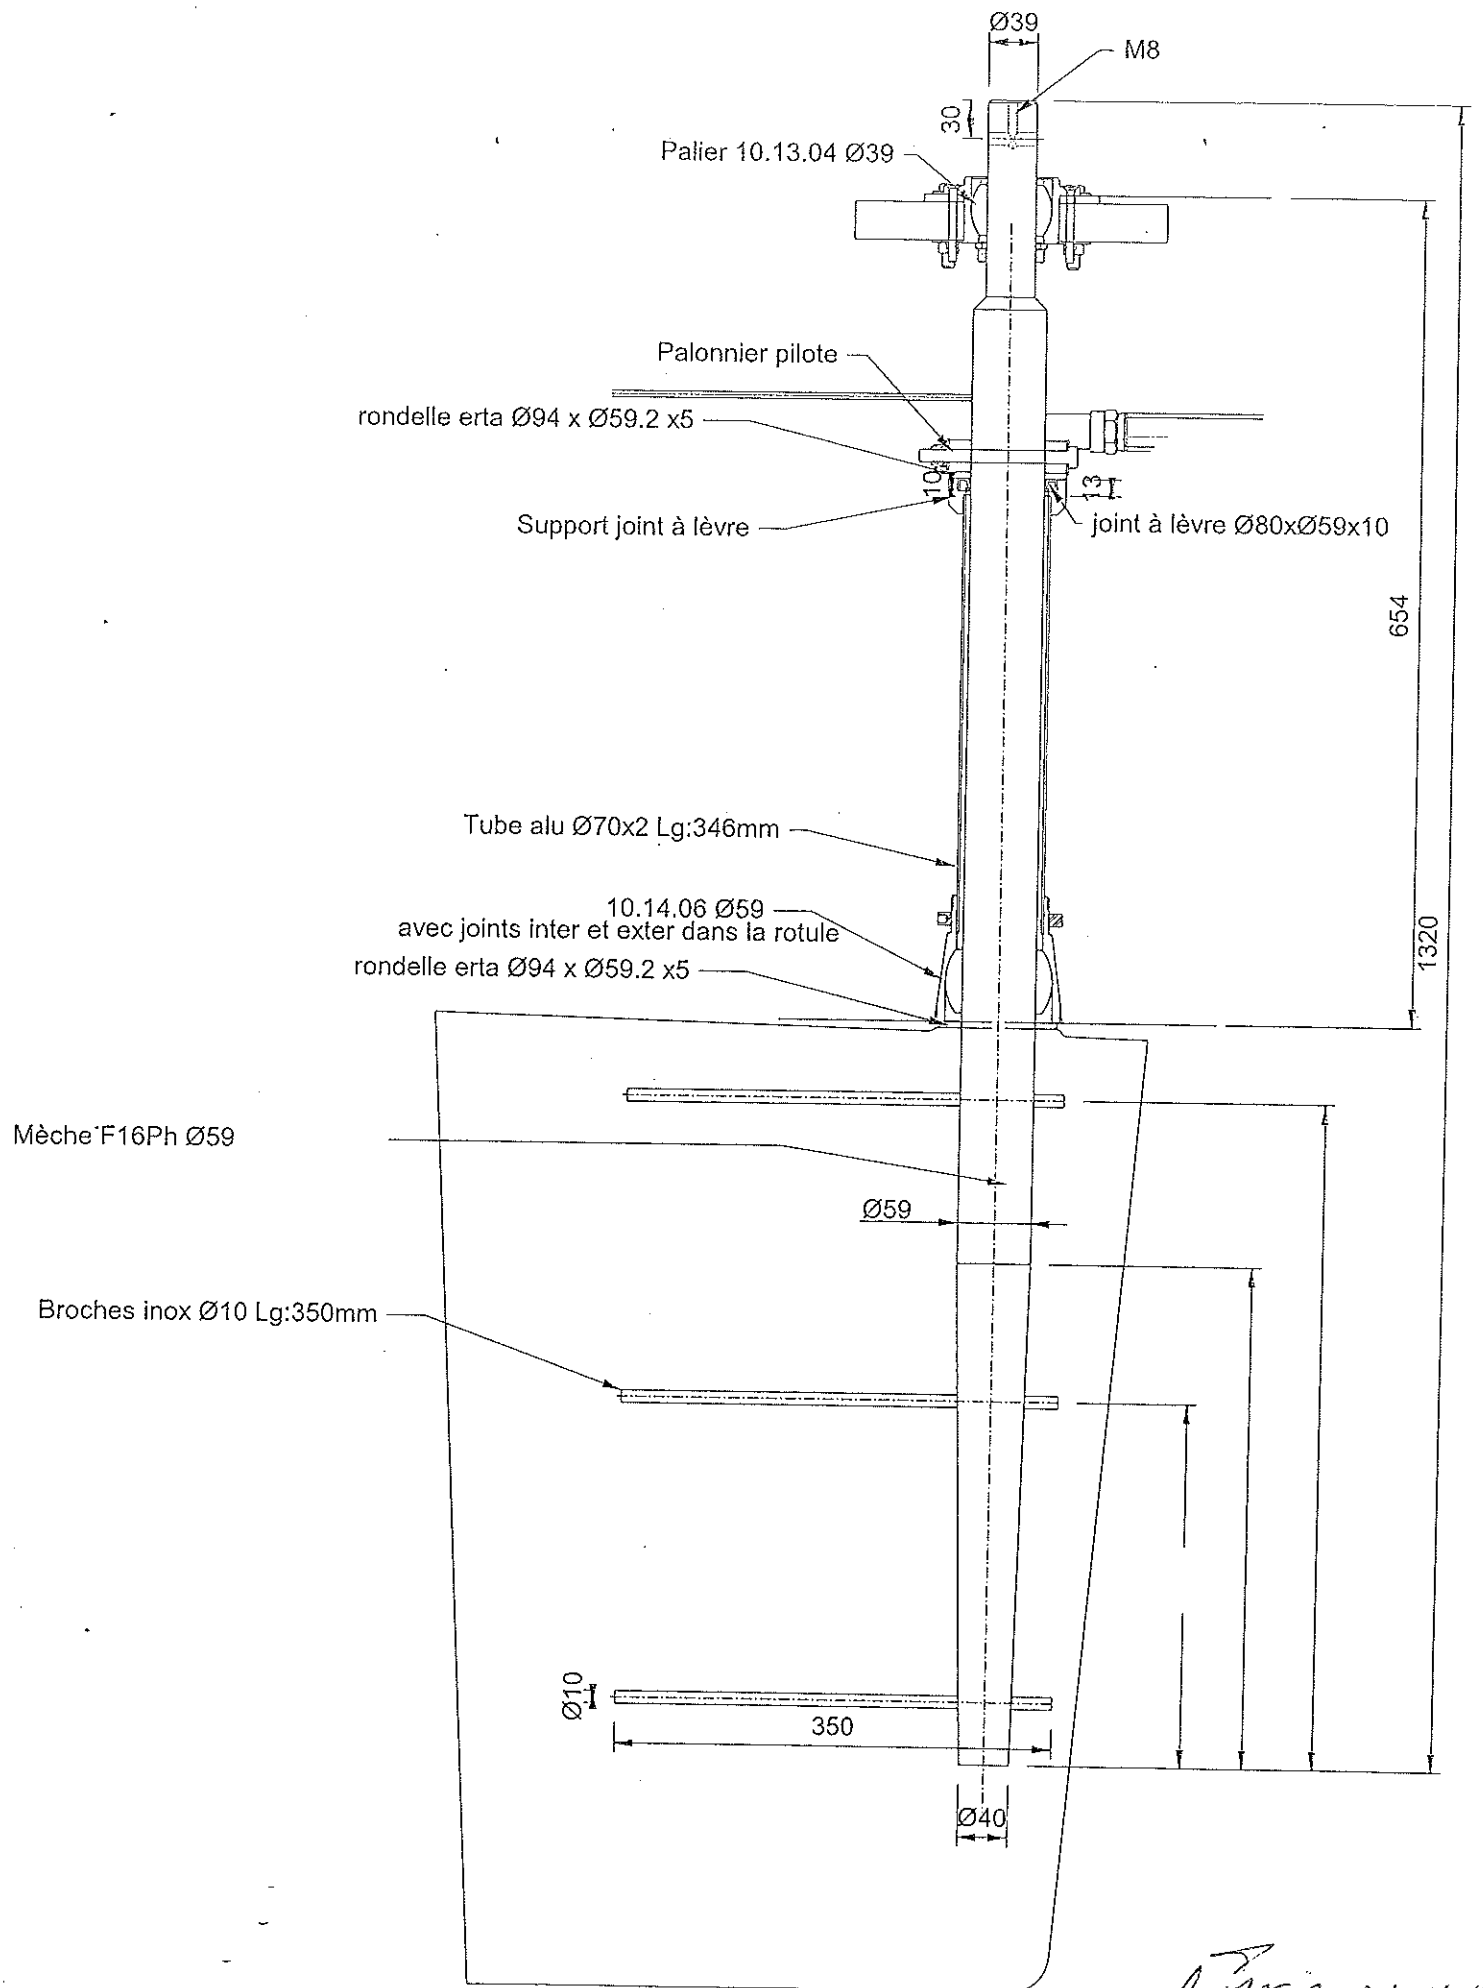 Ø39
M8
30
Palier 10.13.04 Ø39
Palonnier pilote
rondelle erta Ø94 x Ø59.2 x5
10
13
Support joint à lèvre
joint à lèvre Ø80xØ59x10
654
Tube alu Ø70x2 Lg:346mm
10.14.06 Ø59
avec joints inter et exter dans la rotule
rondelle erta Ø94 x Ø59.2 x5
1320
Mèche F16Ph Ø59
Ø59
Broches inox Ø10 Lg:350mm
Ø10
350
Ø40